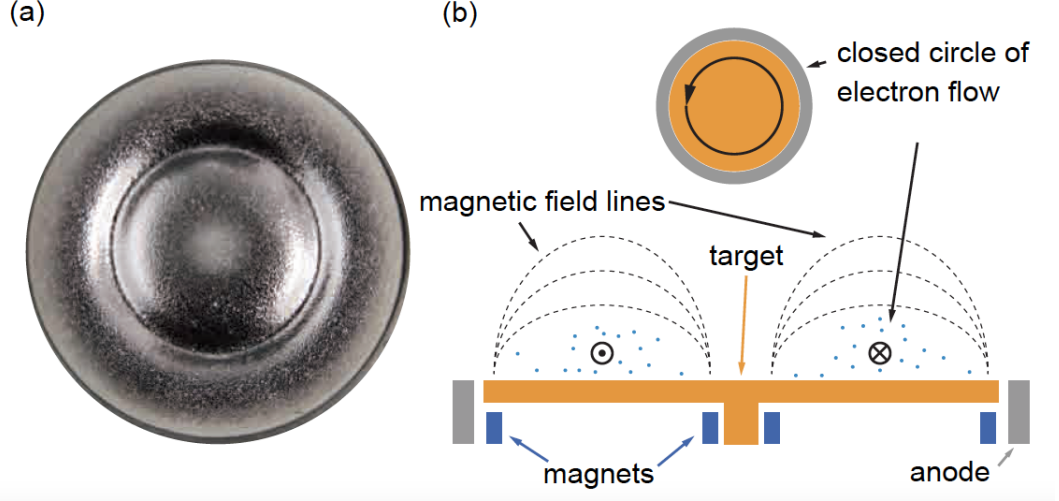 (a)
(b)
closed circle of
electron flow
magnetic field lines
target
magnets
anode